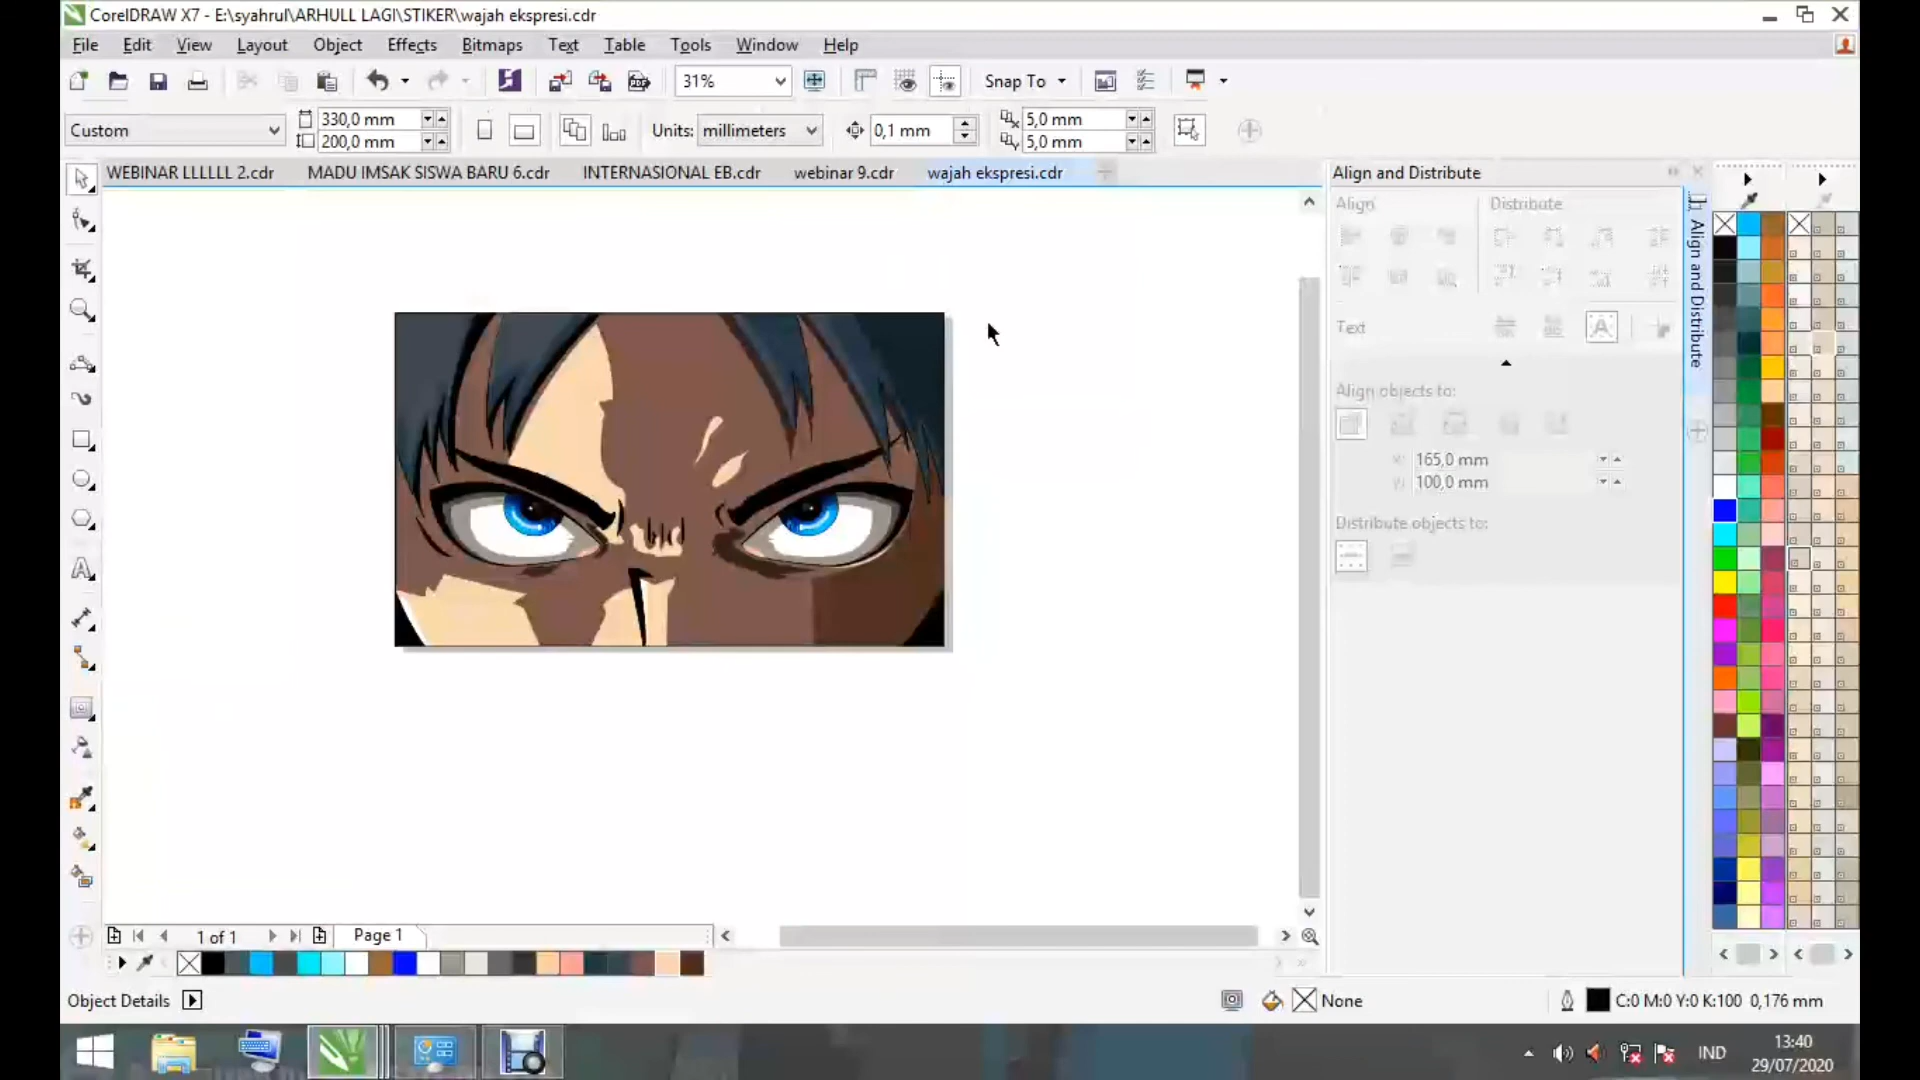 CorelDRAW X7 - E:\syahrul\ARHULL LAGI\STIKER\wajah ekspresi.cdr
File Edit View Layout Object Effects Bitmaps Text Table Tools Window Help
31% Snap To
Custom 330,0 mm 200,0 mm Units: millimeters 0,1 mm 5,0 mm 5,0 mm
WEBINAR LLLLLL 2.cdr MADU IMSAK SISWA BARU 6.cdr INTERNASIONAL EB.cdr webinar 9.cdr wajah ekspresi.cdr
Align and Distribute
Align Distribute
Align and Distribute
Text
Align objects to:
165,0 mm
100,0 mm
Distribute objects to:
1 of 1 Page 1
Object Details None C:0 M:0 Y:0 K:100 0,176 mm
IND 13:40
29/07/2020